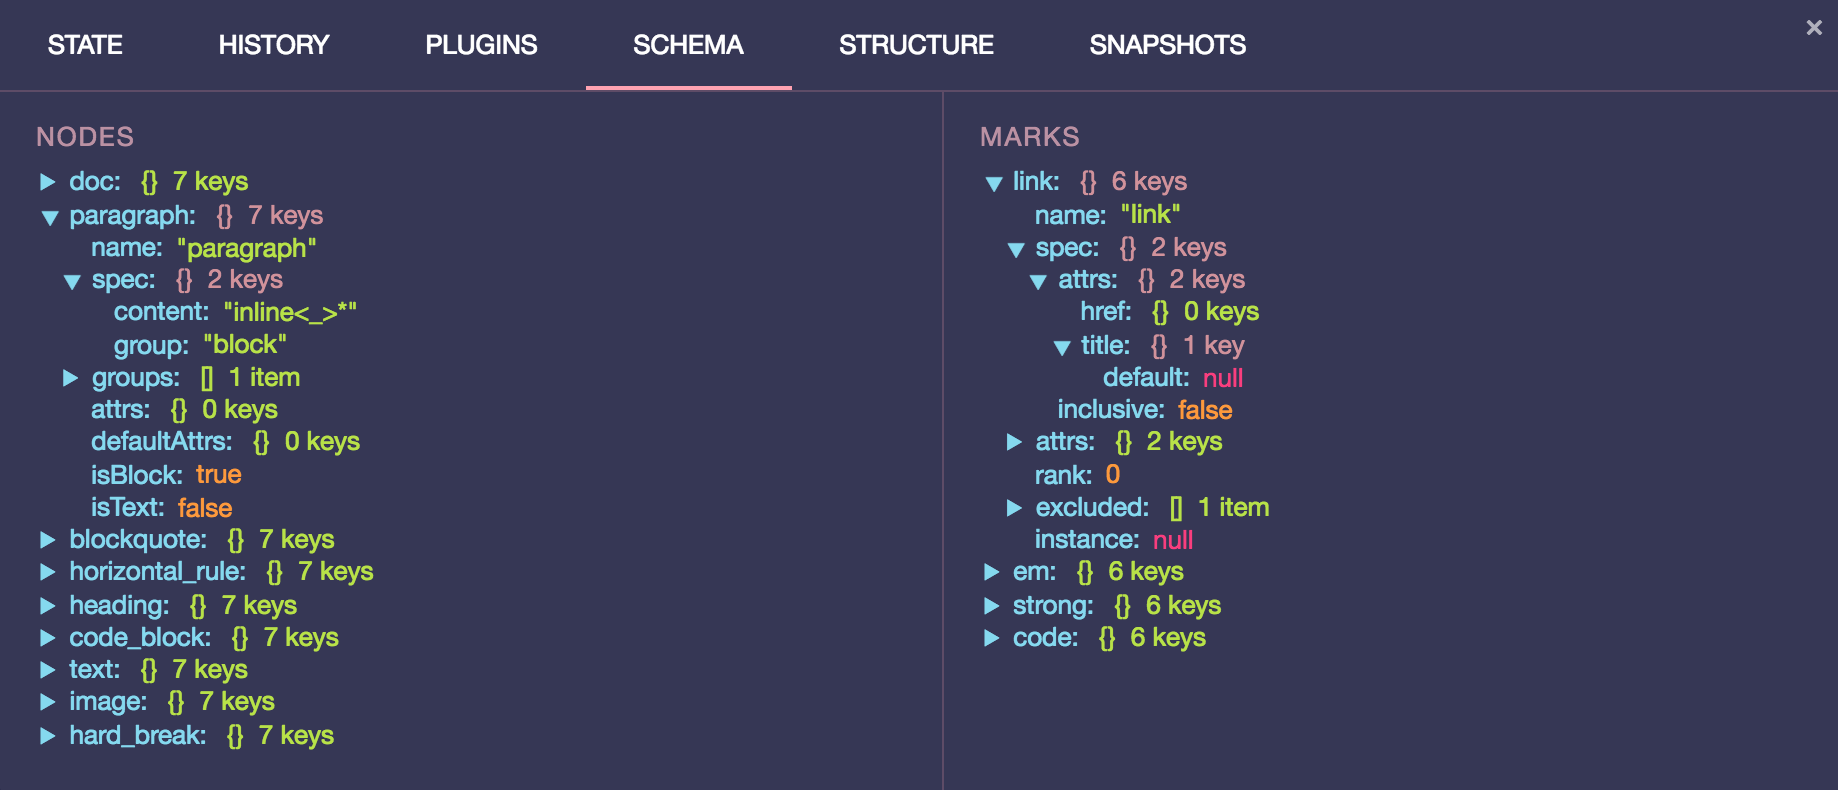 STATE HISTORY PLUGINS SCHEMA STRUCTURE SNAPSHOTS ×
NODES
▶ doc: {} 7 keys
▼ paragraph: {} 7 keys
name: "paragraph"
▼ spec: {} 2 keys
content: "inline<_>*"
group: "block"
▶ groups: [] 1 item
attrs: {} 0 keys
defaultAttrs: {} 0 keys
isBlock: true
isText: false
▶ blockquote: {} 7 keys
▶ horizontal_rule: {} 7 keys
▶ heading: {} 7 keys
▶ code_block: {} 7 keys
▶ text: {} 7 keys
▶ image: {} 7 keys
▶ hard_break: {} 7 keys
MARKS
▼ link: {} 6 keys
name: "link"
▼ spec: {} 2 keys
▼ attrs: {} 2 keys
href: {} 0 keys
▼ title: {} 1 key
default: null
inclusive: false
▶ attrs: {} 2 keys
rank: 0
▶ excluded: [] 1 item
instance: null
▶ em: {} 6 keys
▶ strong: {} 6 keys
▶ code: {} 6 keys